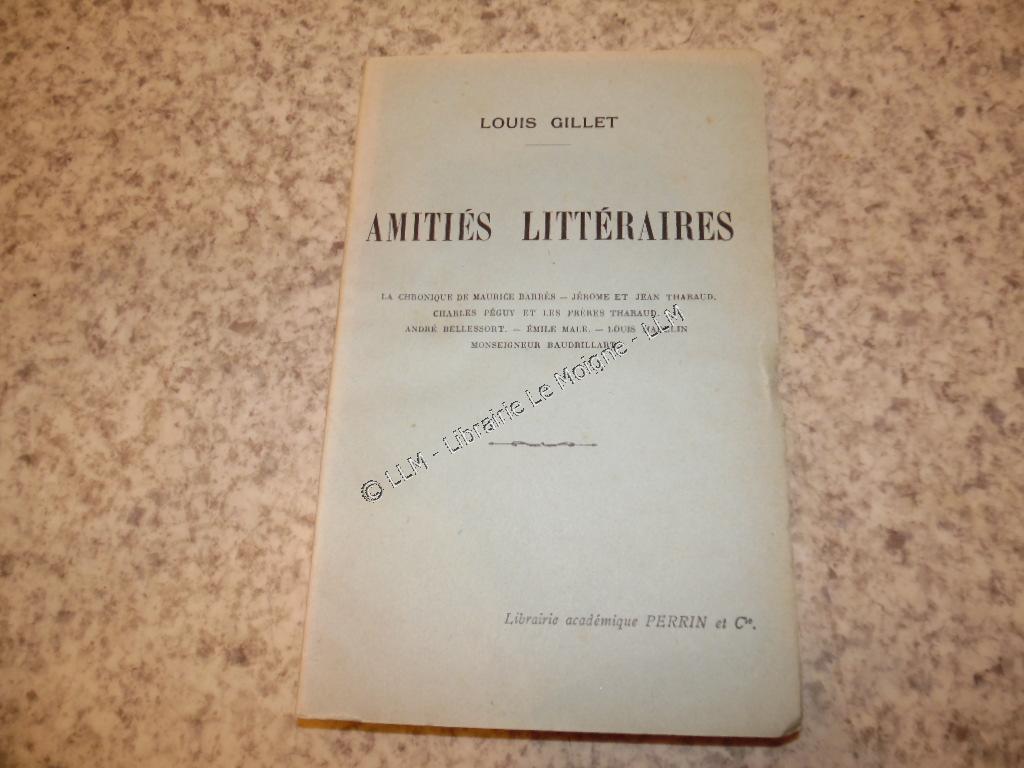 LOUIS GILLET
AMITIÉS LITTÉRAIRES
LA CHRONIQUE DE MAURICE BARRÈS — JÉROME ET JEAN THARAUD.
CHARLES PÉGUY ET LES FRÈRES THARAUD.
ANDRÉ BELLESSORT. — ÉMILE MALE. — LOUIS
MONSEIGNEUR BAUDRILLART
© LLM - Librairie Le Moigne - LLM
Librairie académique PERRIN et Cie.